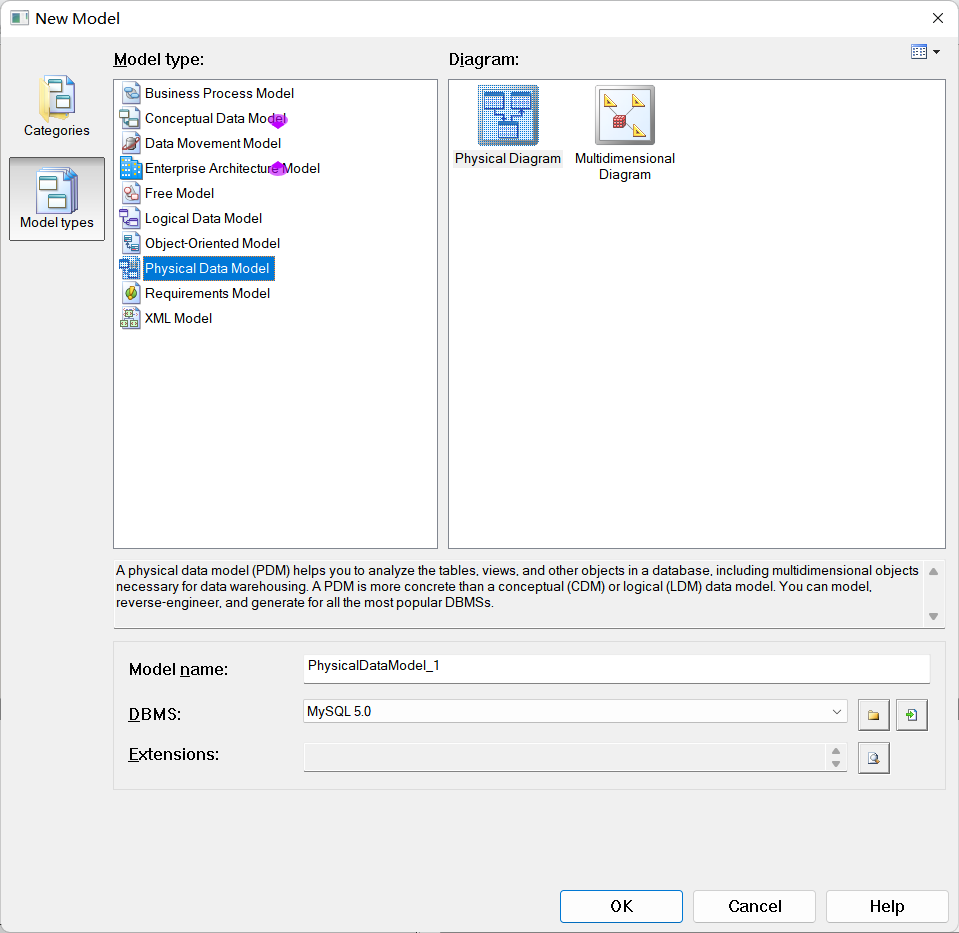 New Model
Model type:
Diagram:
Categories
Model types
Business Process Model
Conceptual Data Model
Data Movement Model
Enterprise Architecture Model
Free Model
Logical Data Model
Object-Oriented Model
Physical Data Model
Requirements Model
XML Model
Physical Diagram
Multidimensional
Diagram
A physical data model (PDM) helps you to analyze the tables, views, and other objects in a database, including multidimensional objects
necessary for data warehousing. A PDM is more concrete than a conceptual (CDM) or logical (LDM) data model. You can model,
reverse-engineer, and generate for all the most popular DBMSs.
Model name:
PhysicalDataModel_1
DBMS:
MySQL 5.0
Extensions:
OK
Cancel
Help